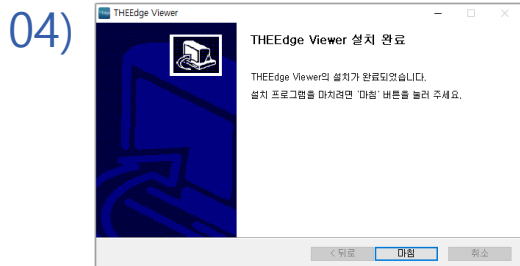 04)
THEEdge Viewer
THEEdge Viewer 설치 완료
THEEdge Viewer의 설치가 완료되었습니다.
설치 프로그램을 마치려면 '마침' 버튼을 눌러 주세요.
< 뒤로
마침
취소